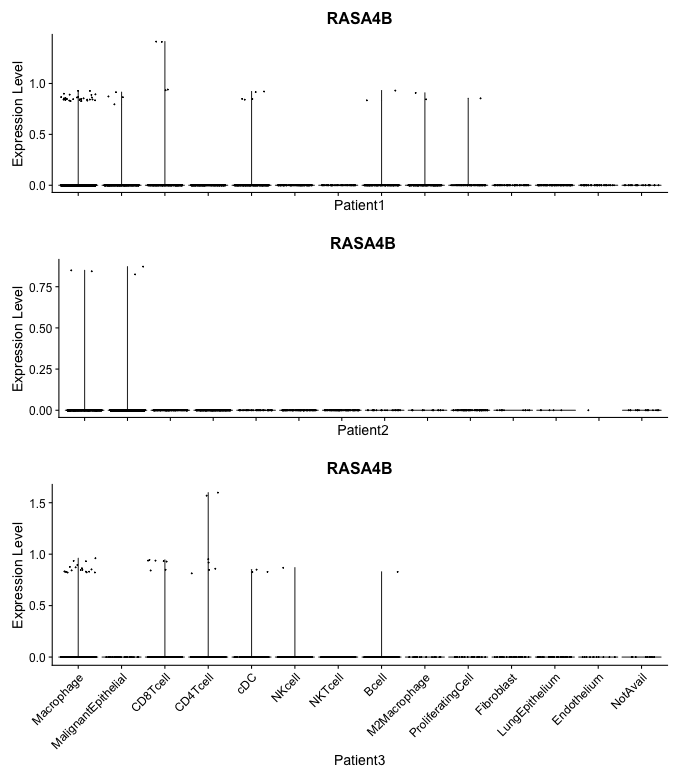 RASA4B
Expression Level
1.0
0.5
0.0
Patient1
RASA4B
Expression Level
0.75
0.50
0.25
0.00
Patient2
RASA4B
Expression Level
1.5
1.0
0.5
0.0
Macrophage
MalignantEpithelial
CD8Tcell
CD4Tcell
cDC
NKcell
NKTcell
Bcell
M2Macrophage
ProliferatingCell
Fibroblast
LungEpithelium
Endothelium
NotAvail
Patient3